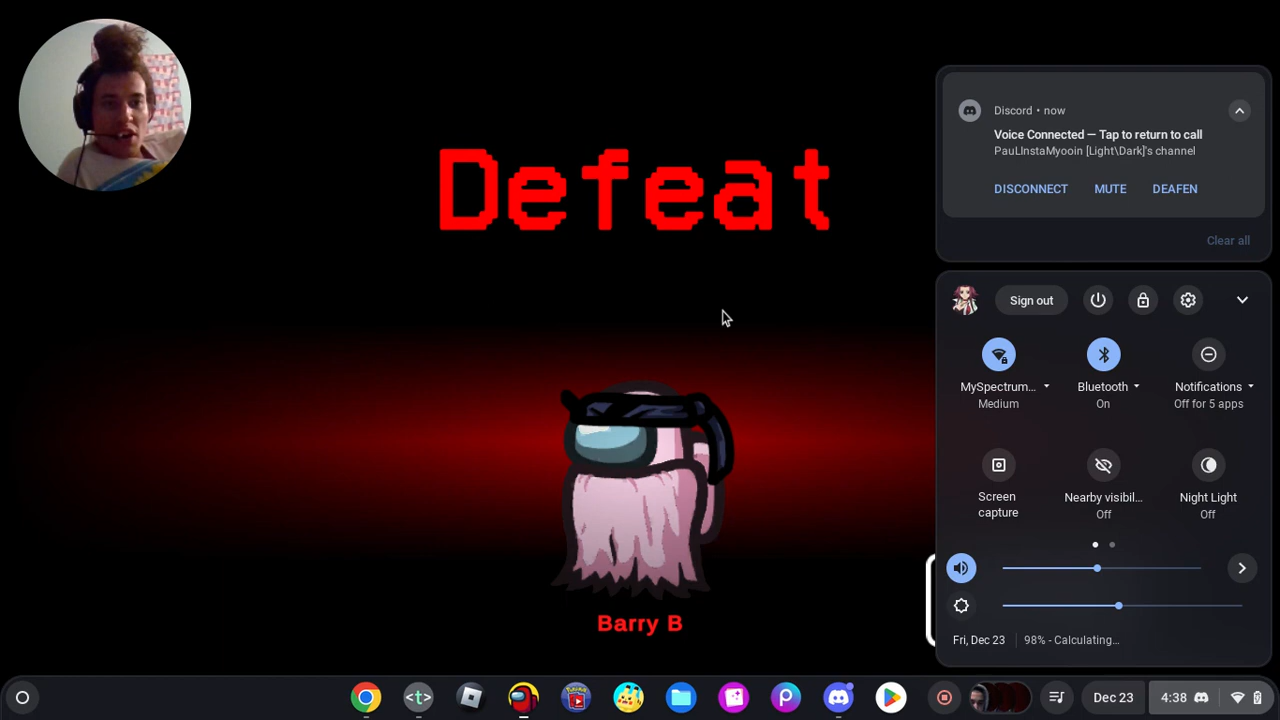 Defeat
Barry B
Discord • now
Voice Connected — Tap to return to call
PauLInstaMyooin [Light\Dark]'s channel
DISCONNECT MUTE DEAFEN
Clear all
Sign out
MySpectrum... Bluetooth Notifications
Medium On Off for 5 apps
Screen capture Nearby visibil... Night Light
Off Off
Fri, Dec 23 98% - Calculating...
<t> Dec 23 4:38